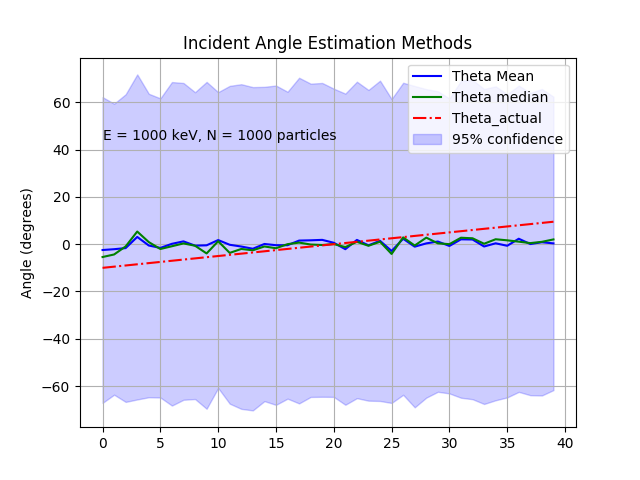 Incident Angle Estimation Methods
Theta Mean
Theta median
Theta_actual
95% confidence
E = 1000 keV, N = 1000 particles
Angle (degrees)
60
40
20
0
−20
−40
−60
0 5 10 15 20 25 30 35 40